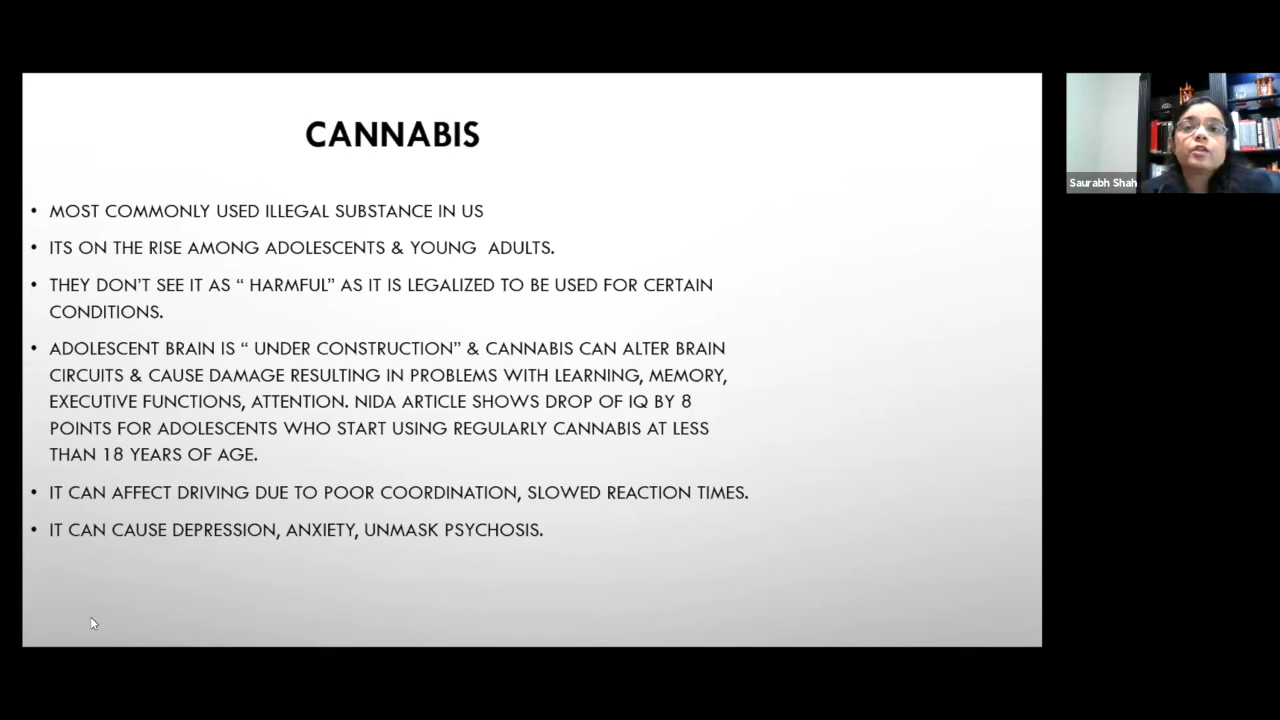 CANNABIS
• MOST COMMONLY USED ILLEGAL SUBSTANCE IN US
• ITS ON THE RISE AMONG ADOLESCENTS & YOUNG  ADULTS.
• THEY DON'T SEE IT AS “ HARMFUL” AS IT IS LEGALIZED TO BE USED FOR CERTAIN
CONDITIONS.
• ADOLESCENT BRAIN IS “ UNDER CONSTRUCTION” & CANNABIS CAN ALTER BRAIN
CIRCUITS & CAUSE DAMAGE RESULTING IN PROBLEMS WITH LEARNING, MEMORY,
EXECUTIVE FUNCTIONS, ATTENTION. NIDA ARTICLE SHOWS DROP OF IQ BY 8
POINTS FOR ADOLESCENTS WHO START USING REGULARLY CANNABIS AT LESS
THAN 18 YEARS OF AGE.
• IT CAN AFFECT DRIVING DUE TO POOR COORDINATION, SLOWED REACTION TIMES.
• IT CAN CAUSE DEPRESSION, ANXIETY, UNMASK PSYCHOSIS.
Saurabh Shah